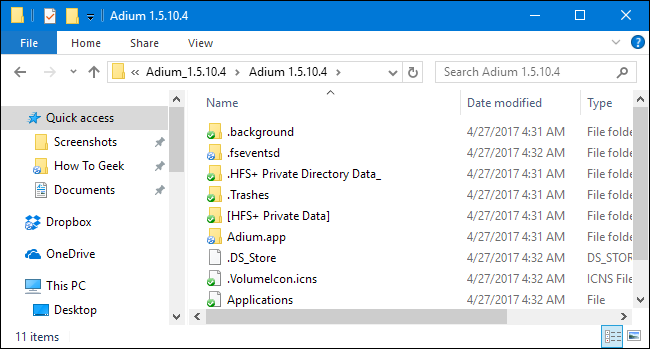 Adium 1.5.10.4
File Home Share View
« Adium_1.5.10.4 › Adium 1.5.10.4 › Search Adium 1.5.10.4
Name Date modified Type
Quick access
Screenshots
How To Geek
Documents
Dropbox
OneDrive
This PC
Desktop
.background 4/27/2017 4:31 AM File folde
.fseventsd 4/27/2017 4:32 AM File folde
.HFS+ Private Directory Data_ 4/27/2017 4:31 AM File folde
.Trashes 4/27/2017 4:31 AM File folde
[HFS+ Private Data] 4/27/2017 4:31 AM File folde
Adium.app 4/27/2017 4:31 AM File folde
.DS_Store 4/27/2017 4:32 AM DS_STOR
.VolumeIcon.icns 4/27/2017 4:32 AM ICNS File
Applications 4/27/2017 4:32 AM File
11 items